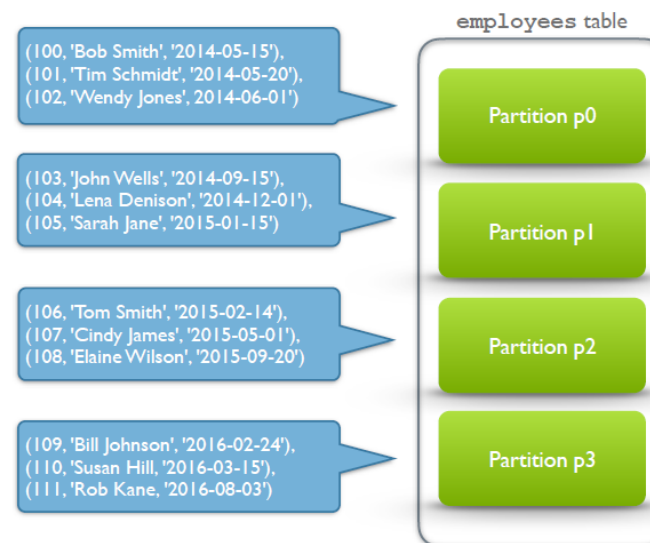 employees table
(100, 'Bob Smith', '2014-05-15'),
(101, 'Tim Schmidt', '2014-05-20'),
(102, 'Wendy Jones', 2014-06-01')
Partition p0
(103, 'John Wells', '2014-09-15'),
(104, 'Lena Denison', '2014-12-01'),
(105, 'Sarah Jane', '2015-01-15')
Partition p1
(106, 'Tom Smith', '2015-02-14'),
(107, 'Cindy James', '2015-05-01'),
(108, 'Elaine Wilson', '2015-09-20')
Partition p2
(109, 'Bill Johnson', '2016-02-24'),
(110, 'Susan Hill, '2016-03-15'),
(111, 'Rob Kane, '2016-08-03')
Partition p3